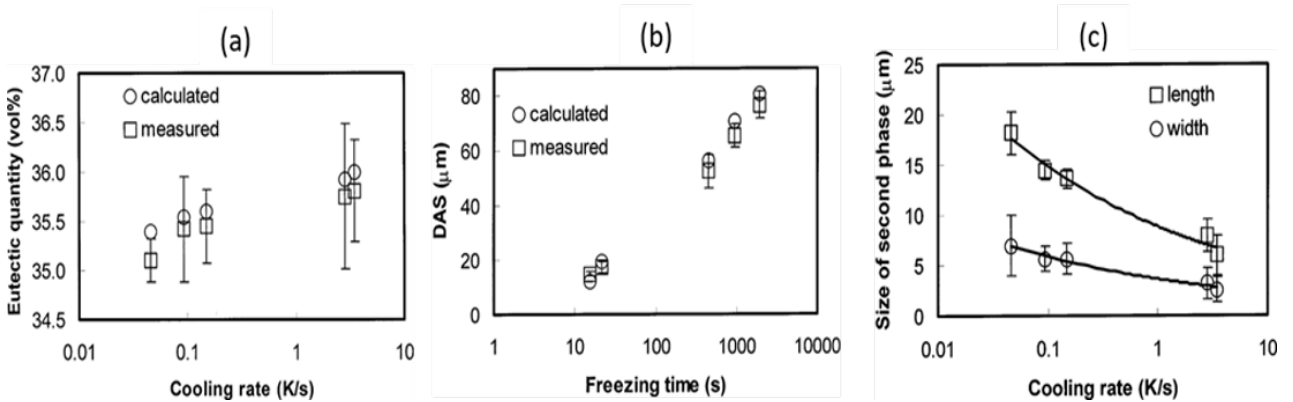 (a)
Eutectic quantity (vol%)
37.0
36.5
36.0
35.5
35.0
34.5
calculated
measured
0.01
0.1
1
10
Cooling rate (K/s)
(b)
DAS (μm)
80
60
40
20
0
calculated
measured
1
10
100
1000
10000
Freezing time (s)
(c)
Size of second phase (μm)
25
20
15
10
5
0
length
width
0.01
0.1
1
10
Cooling rate (K/s)